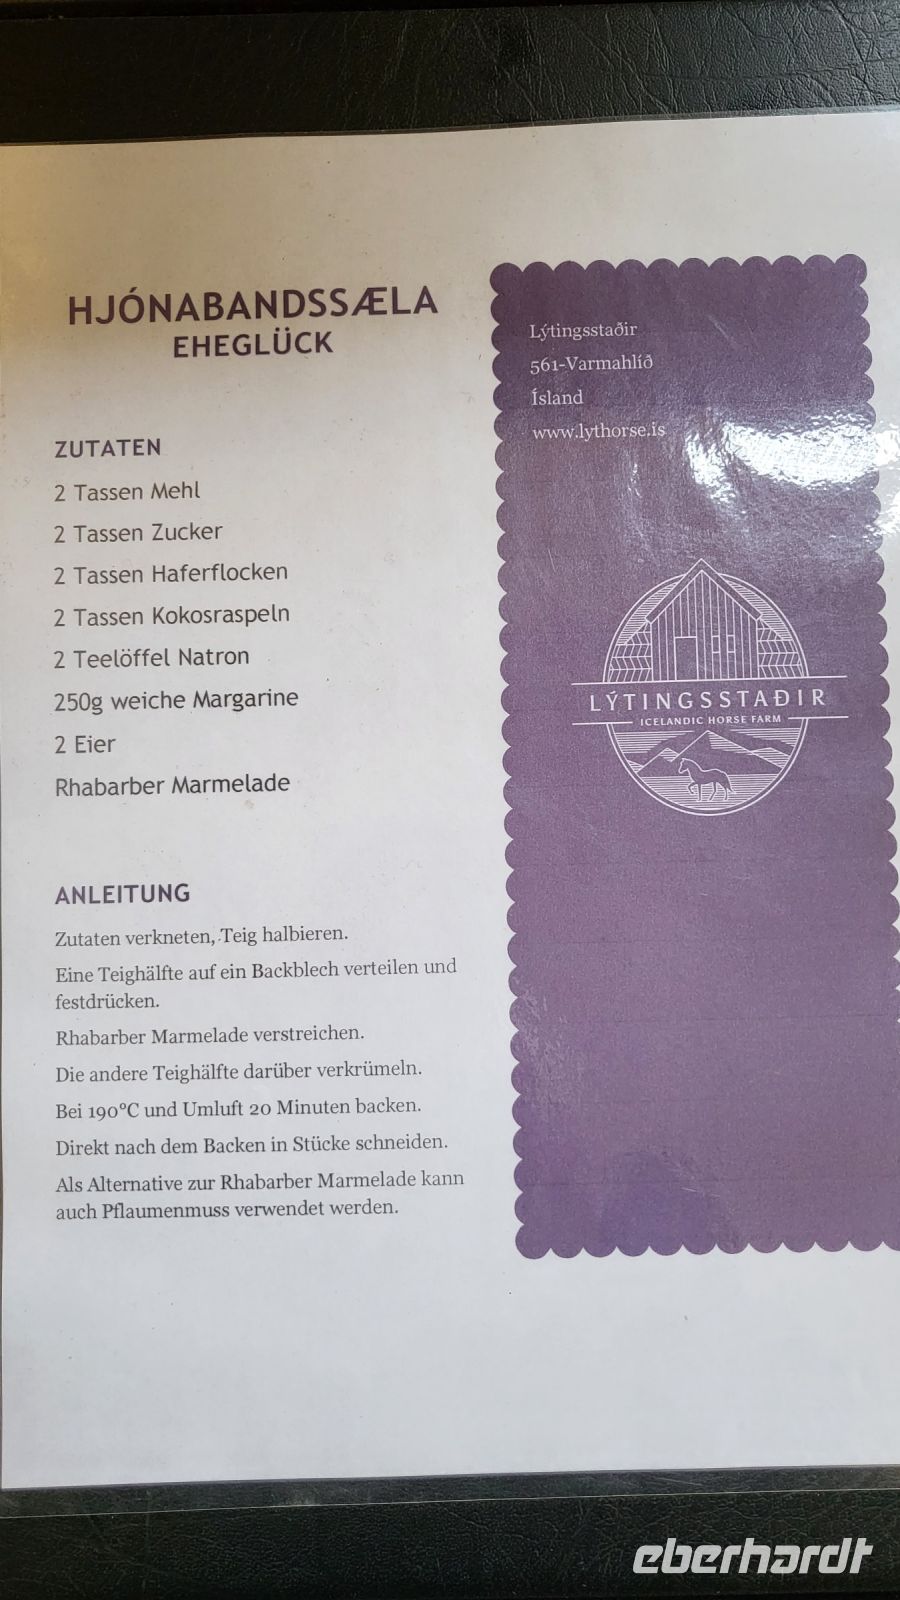 HJÓNABANDSSÆLA
EHEGLÜCK
ZUTATEN
2 Tassen Mehl
2 Tassen Zucker
2 Tassen Haferflocken
2 Tassen Kokosraspeln
2 Teelöffel Natron
250g weiche Margarine
2 Eier
Rhabarber Marmelade
ANLEITUNG
Zutaten verkneten, Teig halbieren.
Eine Teighälfte auf ein Backblech verteilen und
festdrücken.
Rhabarber Marmelade verstreichen.
Die andere Teighälfte darüber verkrümeln.
Bei 190°C und Umluft 20 Minuten backen.
Direkt nach dem Backen in Stücke schneiden.
Als Alternative zur Rhabarber Marmelade kann
auch Pflaumenmuss verwendet werden.
Lýtingsstaðir
561-Varmahlíð
Ísland
www.lythorse.is
LÝTINGSSTAÐIR
ICELANDIC HORSE FARM
eberhardt